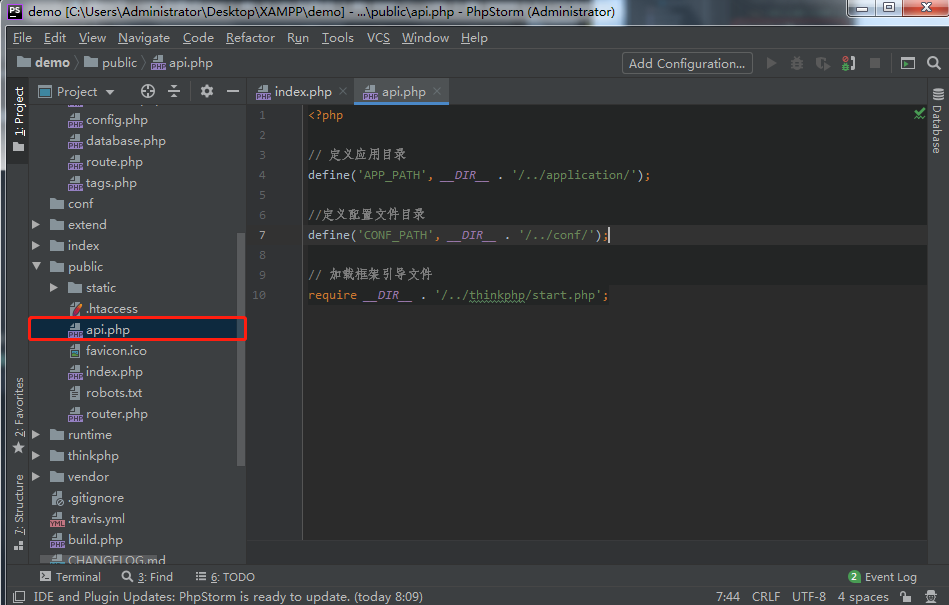 PS demo [C:\Users\Administrator\Desktop\XAMPP\demo] - ...\public\api.php - PhpStorm (Administrator)
File Edit View Navigate Code Refactor Run Tools VCS Window Help
demo public api.php Add Configuration...
1: Project
Project
config.php
database.php
route.php
tags.php
conf
extend
index
public
static
.htaccess
api.php
favicon.ico
index.php
robots.txt
router.php
runtime
thinkphp
vendor
.gitignore
.travis.yml
build.php
CHANGELOG.md
2: Favorites
7: Structure
index.php api.php
1 <?php
2
3 // 定义应用目录
4 define('APP_PATH', __DIR__ . '/../application/');
5
6 //定义配置文件目录
7 define('CONF_PATH', __DIR__ . '/../conf/');
8
9 // 加载框架引导文件
10 require __DIR__ . '/../thinkphp/start.php';
Database
Terminal 3: Find 6: TODO 2 Event Log
IDE and Plugin Updates: PhpStorm is ready to update. (today 8:09) 7:44 CRLF UTF-8 4 spaces